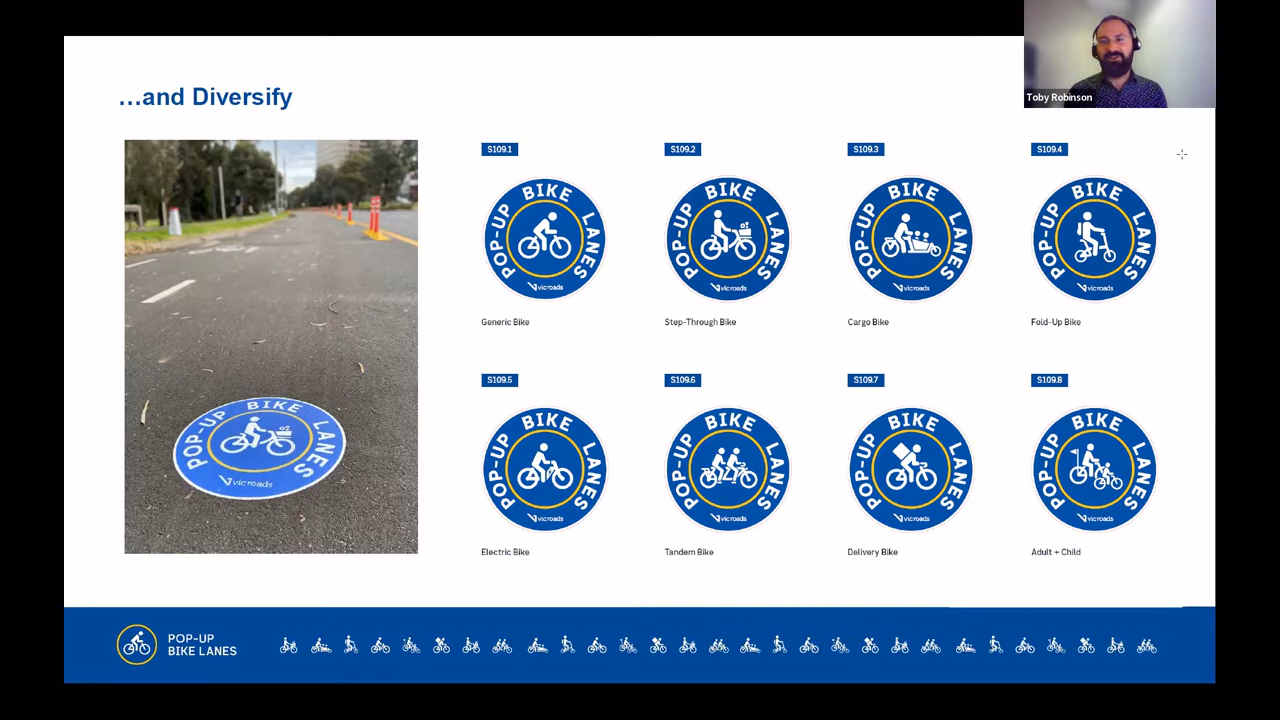 Toby Robinson
...and Diversify
S109.1
POP-UP BIKE LANES
vicroads
Generic Bike
S109.2
POP-UP BIKE LANES
vicroads
Step-Through Bike
S109.3
POP-UP BIKE LANES
vicroads
Cargo Bike
S109.4
POP-UP BIKE LANES
vicroads
Fold-Up Bike
POP-UP BIKE LANES
vicroads
S109.5
POP-UP BIKE LANES
vicroads
Electric Bike
S109.6
POP-UP BIKE LANES
vicroads
Tandem Bike
S109.7
POP-UP BIKE LANES
vicroads
Delivery Bike
S109.8
POP-UP BIKE LANES
vicroads
Adult + Child
POP-UP
BIKE LANES